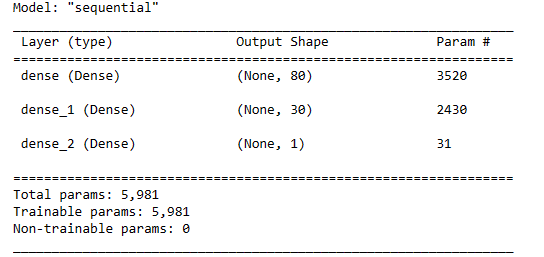 Model: "sequential"
_________________________________________________________________
Layer (type) Output Shape Param #
=================================================================
dense (Dense) (None, 80) 3520
dense_1 (Dense) (None, 30) 2430
dense_2 (Dense) (None, 1) 31
=================================================================
Total params: 5,981
Trainable params: 5,981
Non-trainable params: 0
_________________________________________________________________